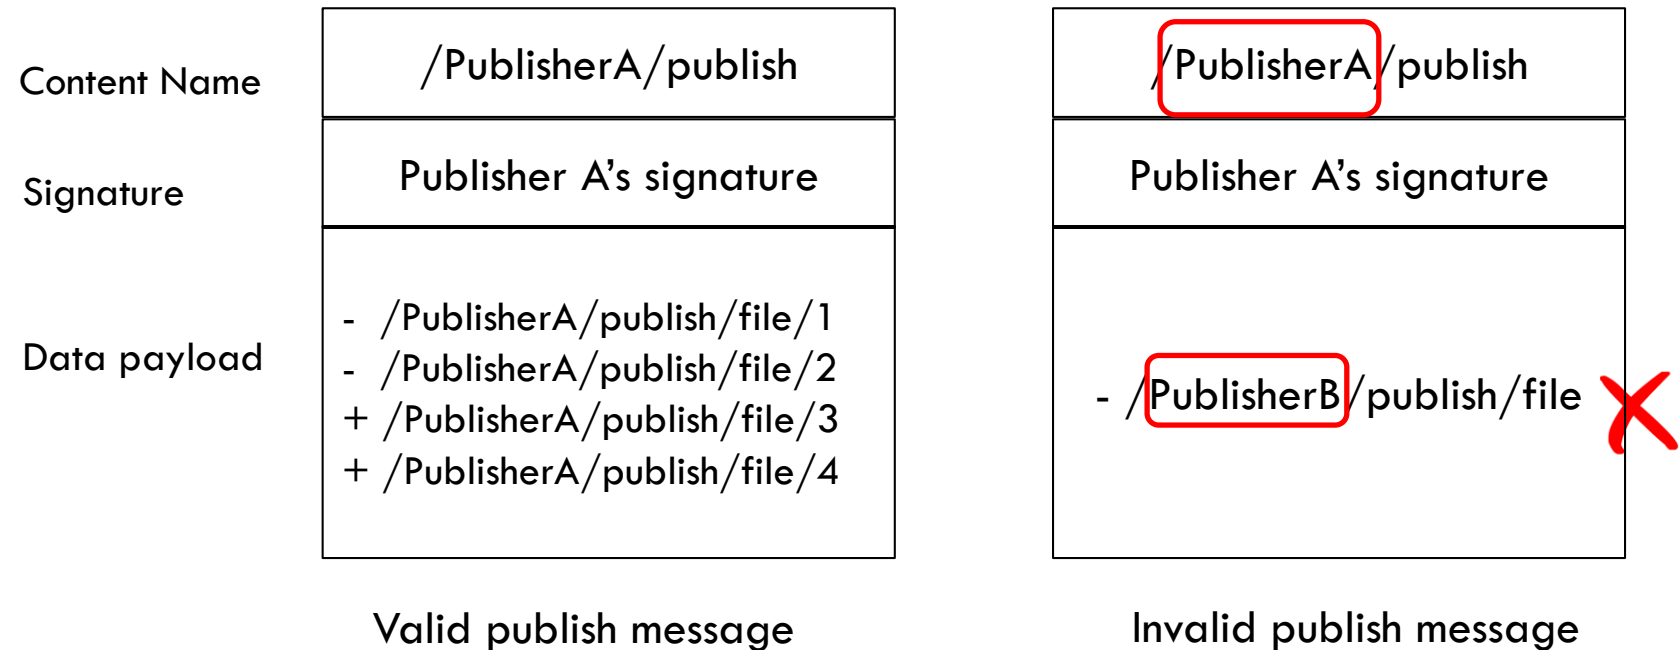 Content Name
/PublisherA/publish
/PublisherA/publish
Signature
Publisher A’s signature
Publisher A’s signature
Data payload
- /PublisherA/publish/file/1
- /PublisherA/publish/file/2
+ /PublisherA/publish/file/3
+ /PublisherA/publish/file/4
- /PublisherB/publish/file
Valid publish message
Invalid publish message